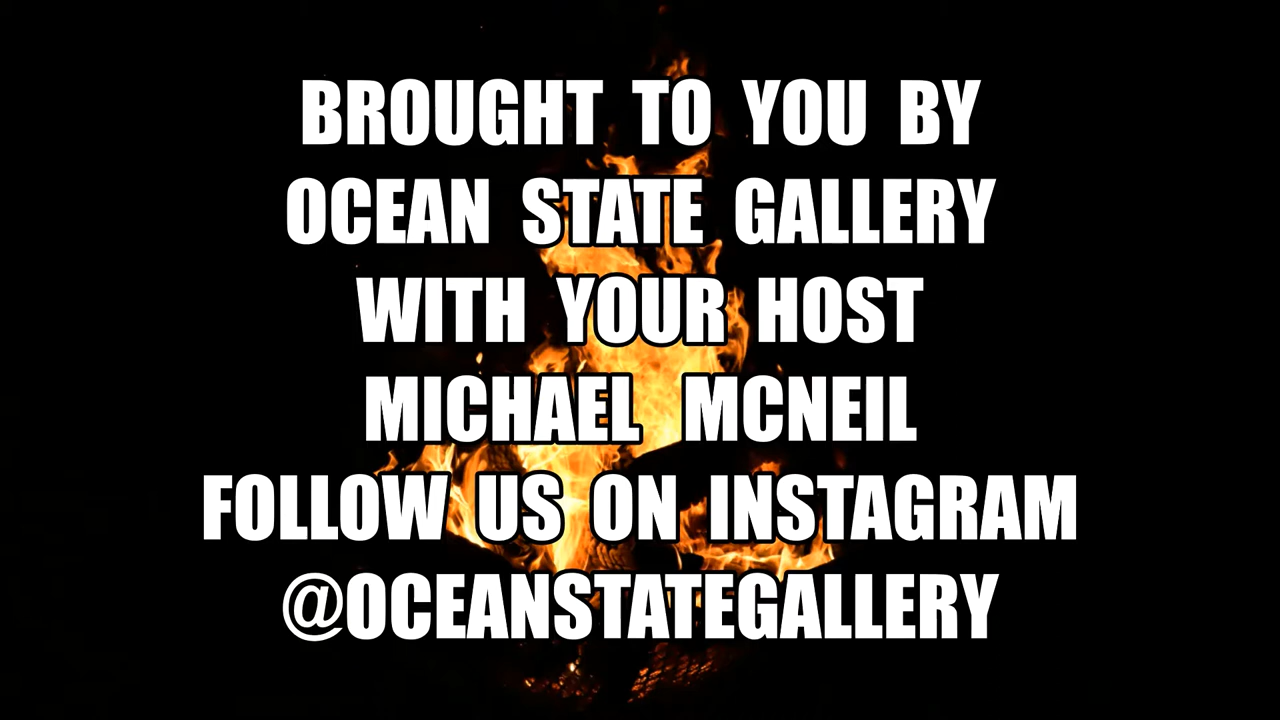 BROUGHT TO YOU BY
OCEAN STATE GALLERY
WITH YOUR HOST
MICHAEL MCNEIL
FOLLOW US ON INSTAGRAM
@OCEANSTATEGALLERY